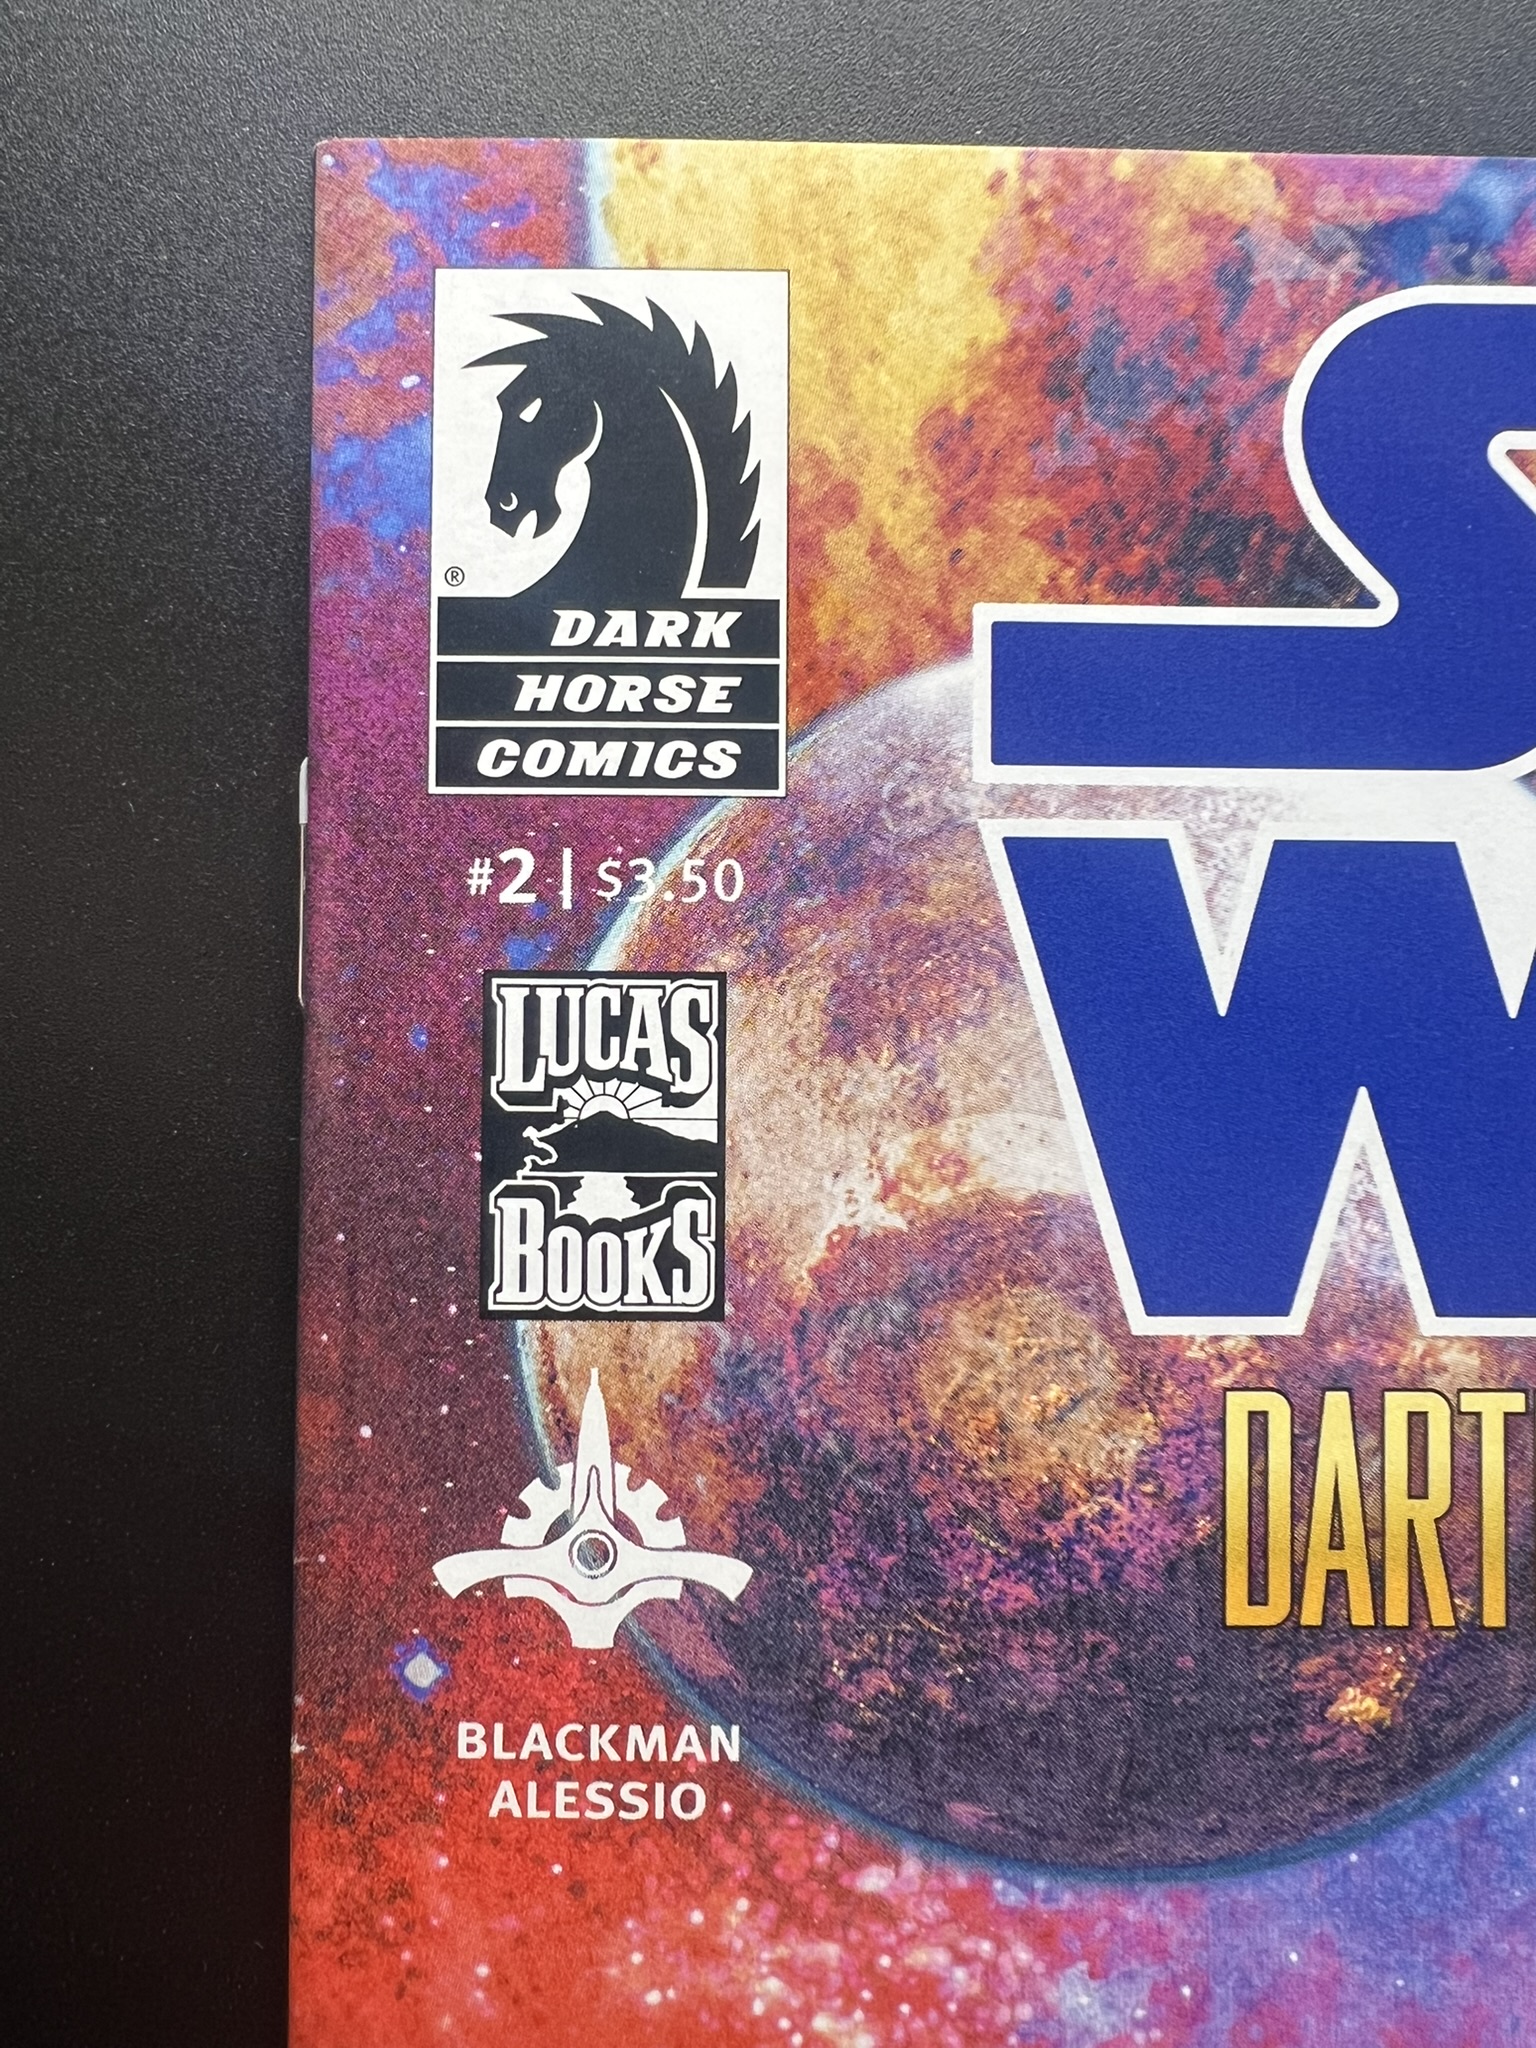 ®
DARK
HORSE
COMICS
#2 | $3.50
LUCAS
BOOKS
BLACKMAN
ALESSIO
S
W
DART